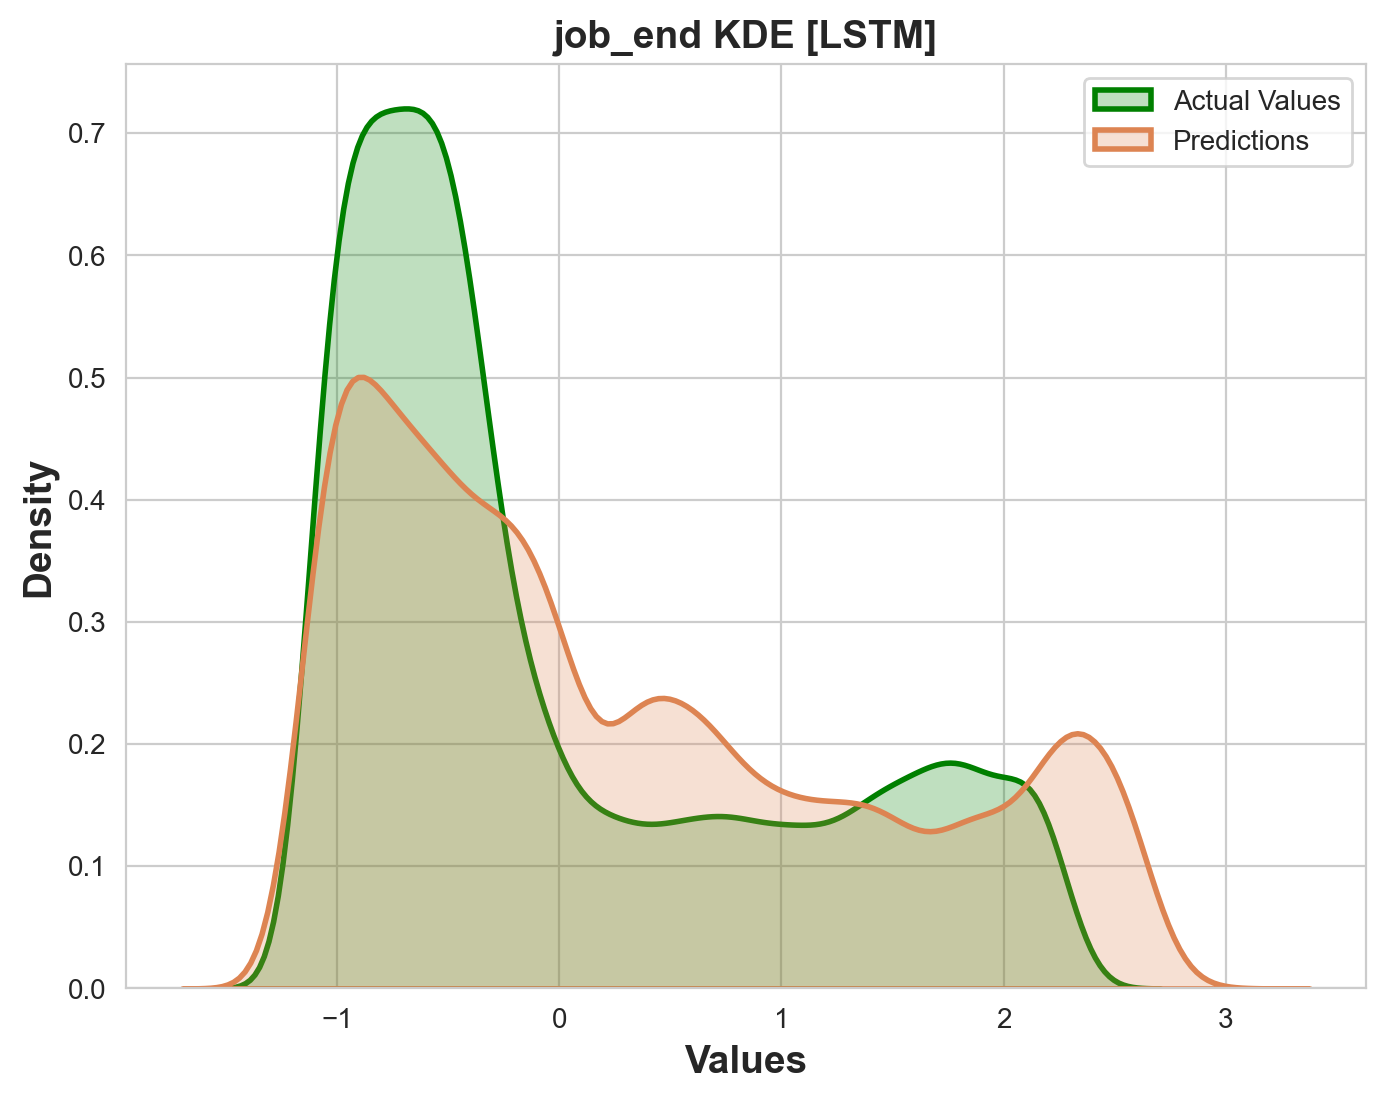 job_end KDE [LSTM]
Actual Values
Predictions
0.7
0.6
0.5
0.4
0.3
0.2
0.1
0.0
Density
−1 0 1 2 3
Values